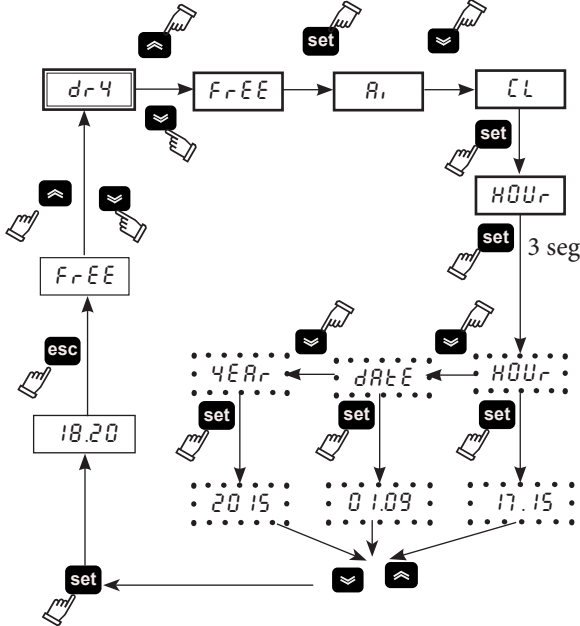 set
dr4 FrEE Ai CL
set
HOUr
set 3 seg
FrEE
esc
YEAr dAtE HOUr
set set set
18.20
2015 01.09 17.15
set